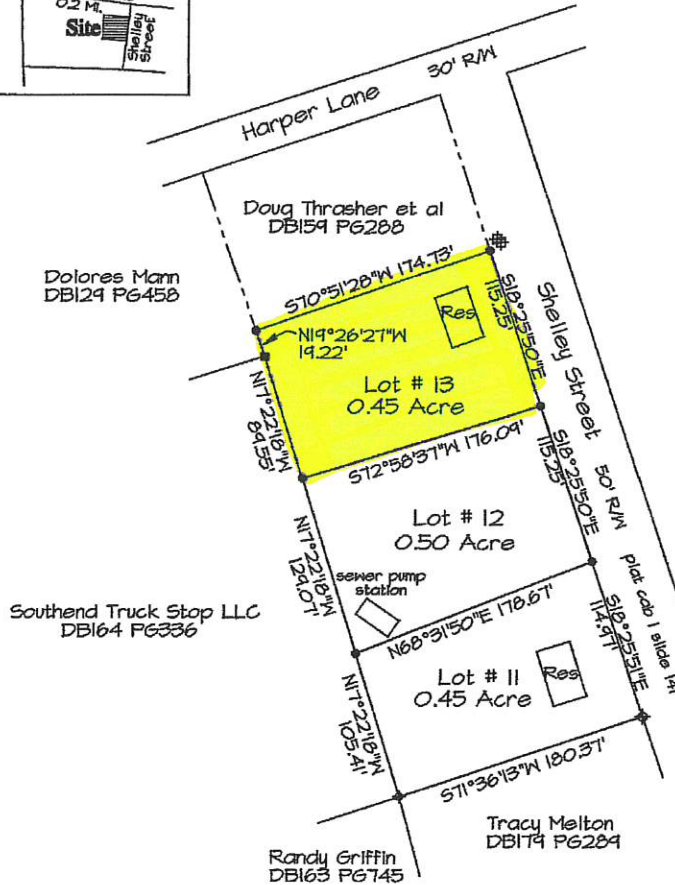 0.2 MI.
Site
Shelley
Street
Harper Lane
30' R/W
Doug Thrasher et al
DB159 PG288
Dolores Mann
DB129 PG458
S70°51'28"W 174.73'
N19°26'27"W
19.22'
Res
S18°25'50"E
115.25'
Shelley Street 50' R/W
Lot # 13
0.45 Acre
N17°22'18"W
89.55'
S72°58'37"W 176.09'
S18°25'50"E
115.25'
Lot # 12
0.50 Acre
N17°22'18"W
129.07'
sewer pump
station
plat cab 1 slide
Southend Truck Stop LLC
DB164 PG336
N68°31'50"E 178.67'
S18°25'51"E
114.97'
Lot # 11
0.45 Acre
Res
N17°22'18"W
105.41'
S71°36'13"W 180.37'
Tracy Melton
DB179 PG289
Randy Griffin
DB163 PG745